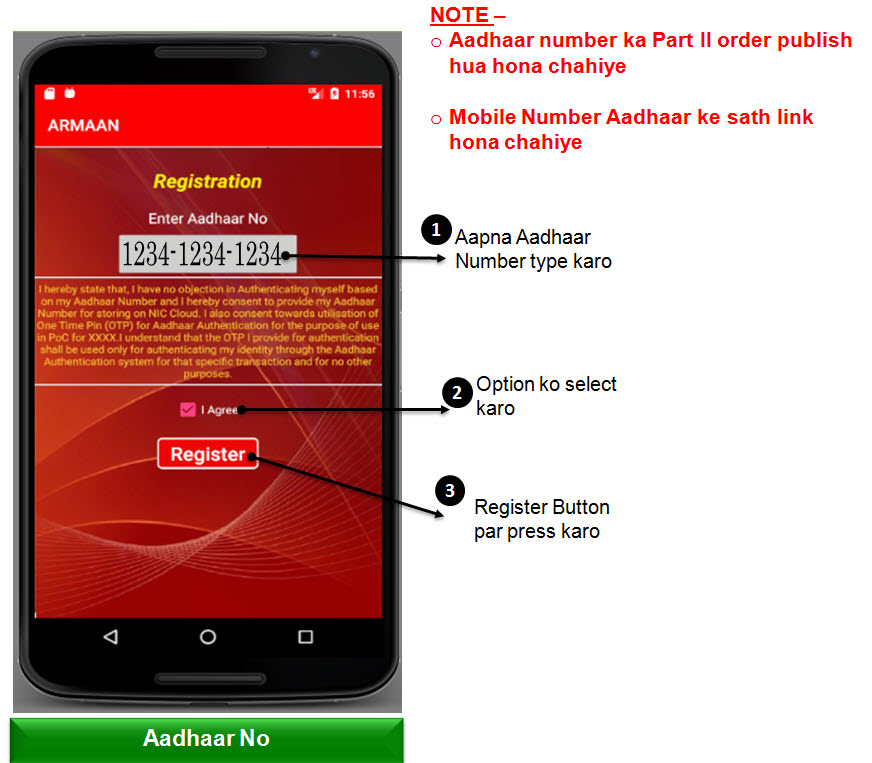 NOTE –
o Aadhaar number ka Part II order publish
hua hona chahiye
o Mobile Number Aadhaar ke sath link
hona chahiye
11:56
ARMAAN
Registration
Enter Aadhaar No
1234-1234-1234
I hereby state that, I have no objection in Authenticating myself based
on my Aadhaar Number and I hereby consent to provide my Aadhaar
Number for storing on NIC Cloud. I also consent towards utilisation of
One Time Pin (OTP) for Aadhaar Authentication for the purpose of use
in PoC for XXXX.I understand that the OTP I provide for authentication
shall be used only for authenticating my identity through the Aadhaar
Authentication system for that specific transaction and for no other
purposes.
I Agree
Register
1
Aapna Aadhaar
Number type karo
2
Option ko select
karo
3
Register Button
par press karo
Aadhaar No